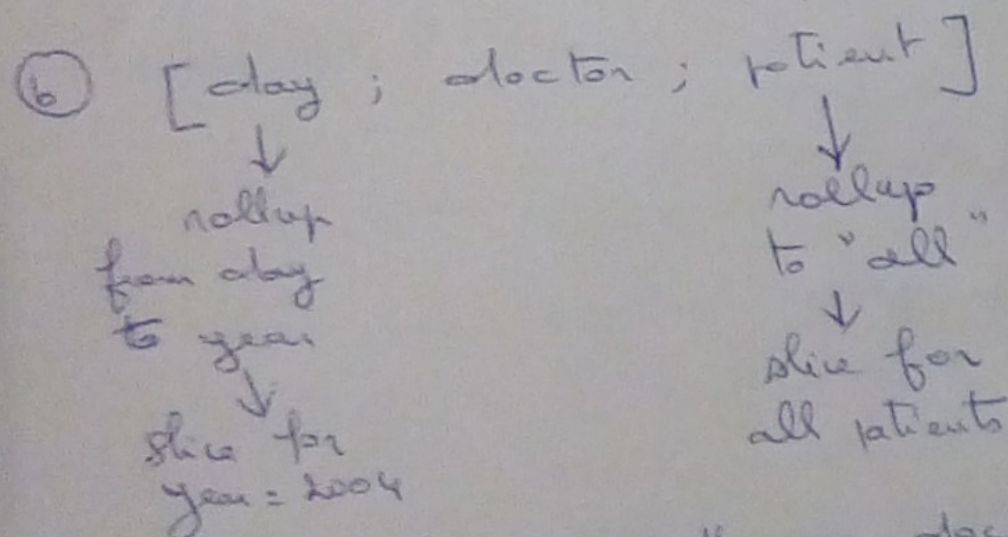 b [day ; doctor ; patient]
rollup
from day
to year
slice for
year = 2004
rollup
to "all"
slice for
all patients